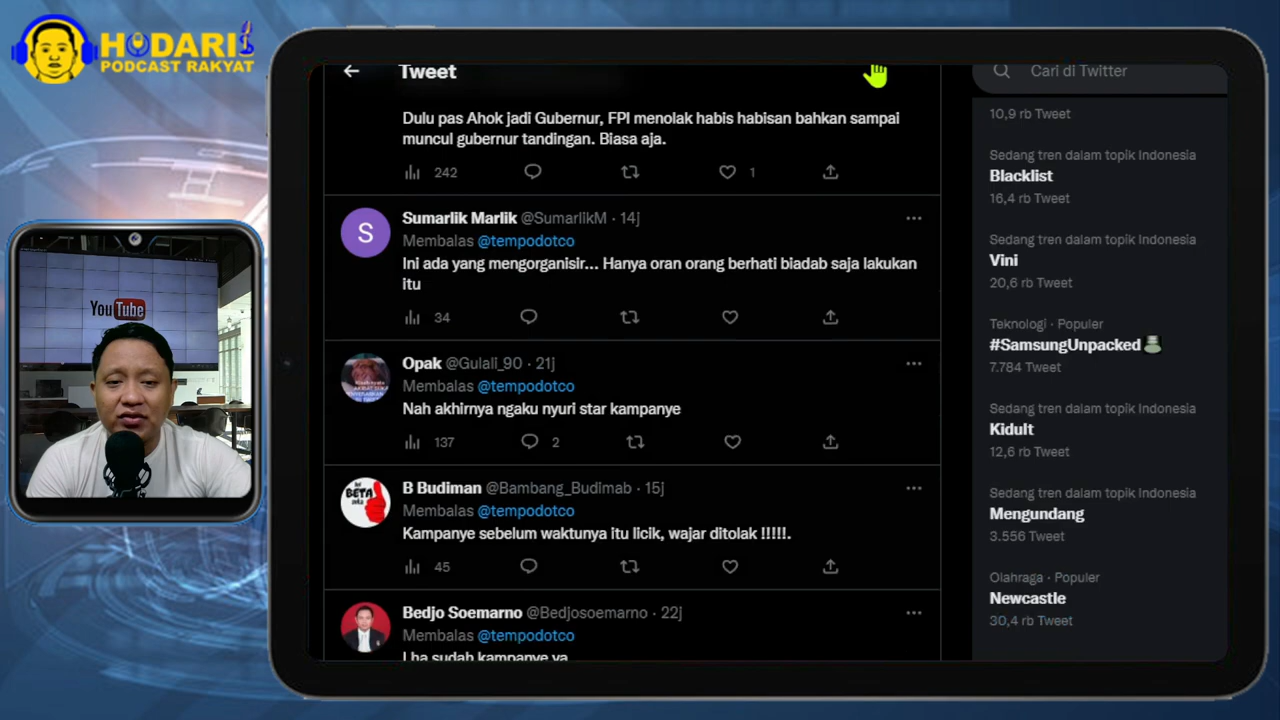 HODARI
PODCAST RAKYAT
YouTube
Tweet
Dulu pas Ahok jadi Gubernur, FPI menolak habis habisan bahkan sampai
muncul gubernur tandingan. Biasa aja.
242
1
S
Sumarlik Marlik @SumarlikM · 14j
Membalas @tempodotco
Ini ada yang mengorganisir... Hanya oran orang berhati biadab saja lakukan
itu
34
Opak @Gulali_90 · 21j
Membalas @tempodotco
Nah akhirnya ngaku nyuri star kampanye
137
2
BETA
B Budiman @Bambang_Budimab · 15j
Membalas @tempodotco
Kampanye sebelum waktunya itu licik, wajar ditolak !!!!!.
45
Bedjo Soemarno @Bedjosoemarno · 22j
Membalas @tempodotco
Lha sudah kampanye ya
Cari di Twitter
10,9 rb Tweet
Sedang tren dalam topik Indonesia
Blacklist
16,4 rb Tweet
Sedang tren dalam topik Indonesia
Vini
20,6 rb Tweet
Teknologi · Populer
#SamsungUnpacked
7.784 Tweet
Sedang tren dalam topik Indonesia
Kidult
12,6 rb Tweet
Sedang tren dalam topik Indonesia
Mengundang
3.556 Tweet
Olahraga · Populer
Newcastle
30,4 rb Tweet